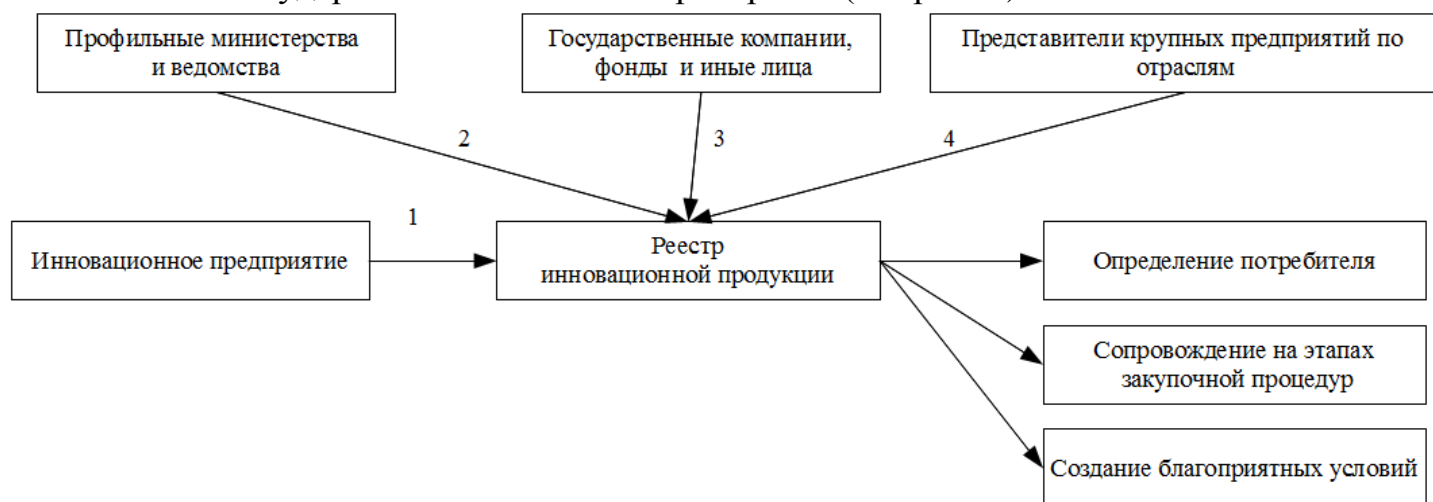 Профильные министерства
и ведомства
Государственные компании,
фонды и иные лица
Представители крупных предприятий по
отраслям
2
3
4
1
Инновационное предприятие
Реестр
инновационной продукции
Определение потребителя
Сопровождение на этапах
закупочной процедур
Создание благоприятных условий